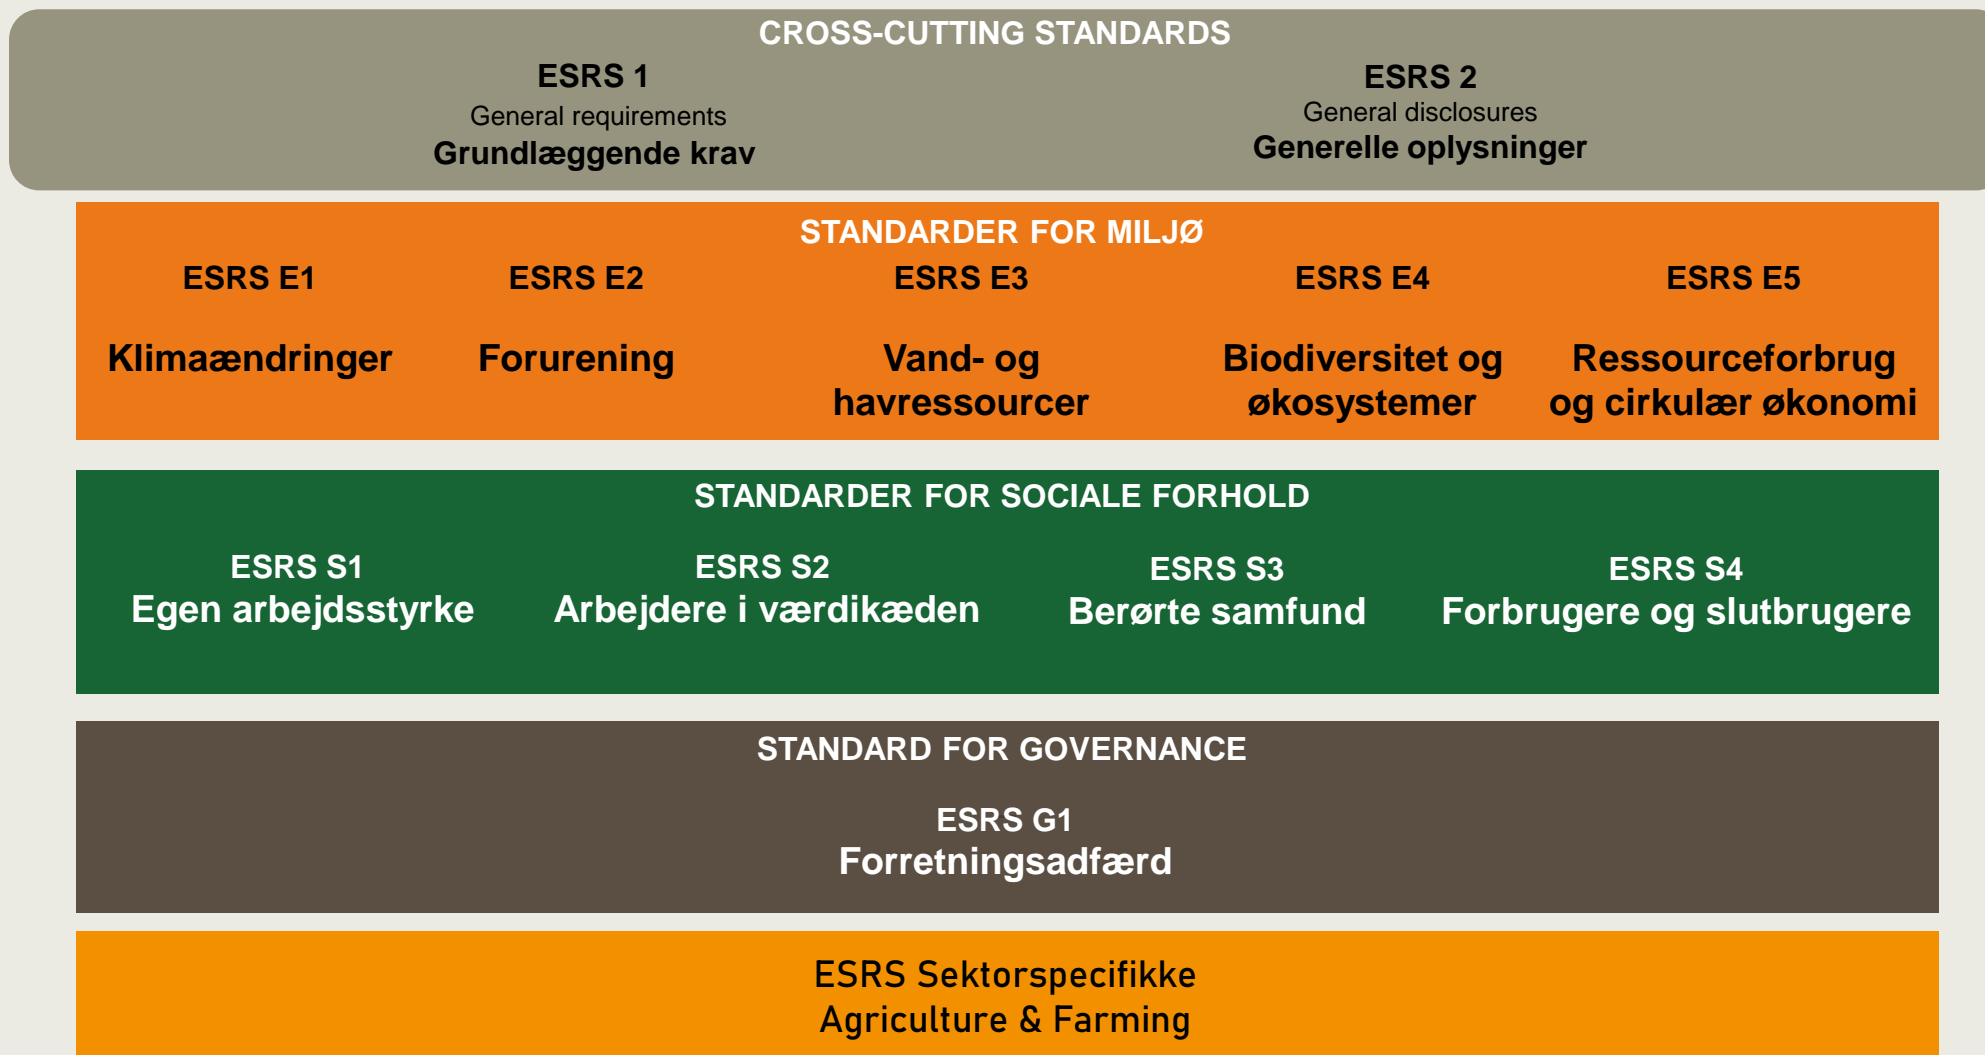 CROSS-CUTTING STANDARDS
ESRS 1
General requirements
Grundlæggende krav
ESRS 2
General disclosures
Generelle oplysninger
STANDARDER FOR MILJØ
ESRS E1
Klimaændringer
ESRS E2
Forurening
ESRS E3
Vand- og
havressourcer
ESRS E4
Biodiversitet og
økosystemer
ESRS E5
Ressourceforbrug
og cirkulær økonomi
STANDARDER FOR SOCIALE FORHOLD
ESRS S1
Egen arbejdsstyrke
ESRS S2
Arbejdere i værdikæden
ESRS S3
Berørte samfund
ESRS S4
Forbrugere og slutbrugere
STANDARD FOR GOVERNANCE
ESRS G1
Forretningsadfærd
ESRS Sektorspecifikke
Agriculture & Farming